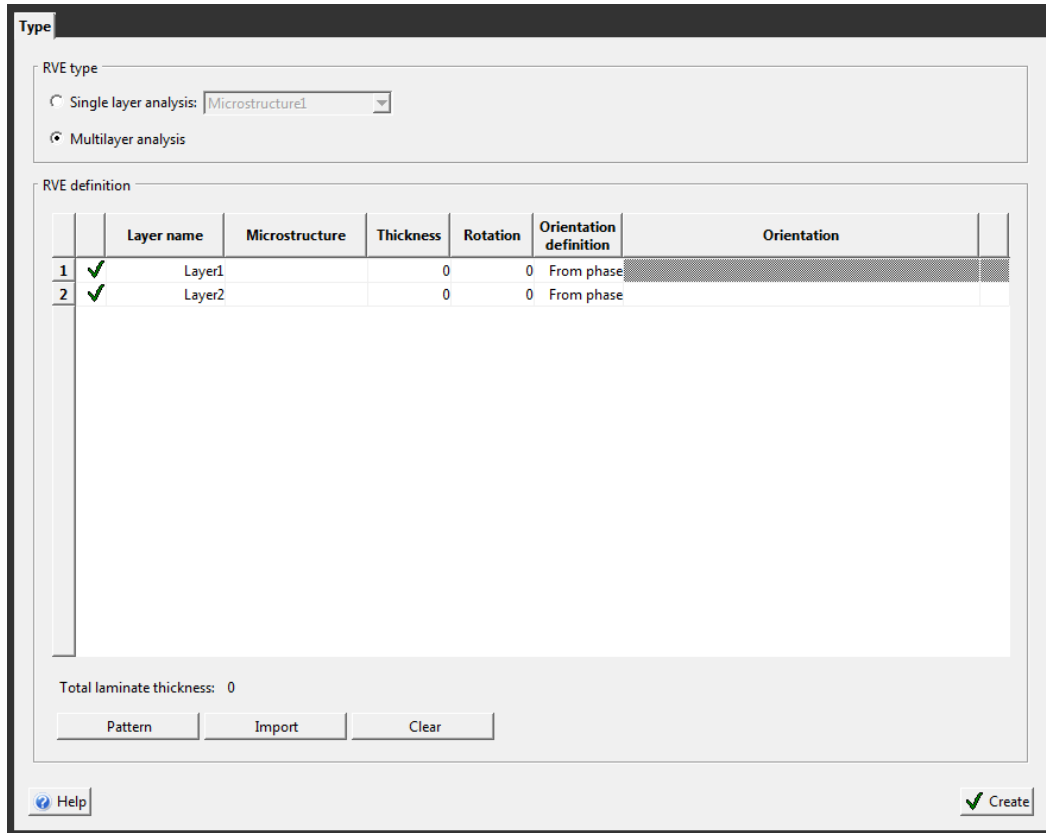 Type
RVE type
Single layer analysis: Microstructure1
Multilayer analysis
RVE definition
Layer name Microstructure Thickness Rotation Orientation definition Orientation
1 Layer1 0 0 From phase
2 Layer2 0 0 From phase
Total laminate thickness: 0
Pattern Import Clear
Help Create